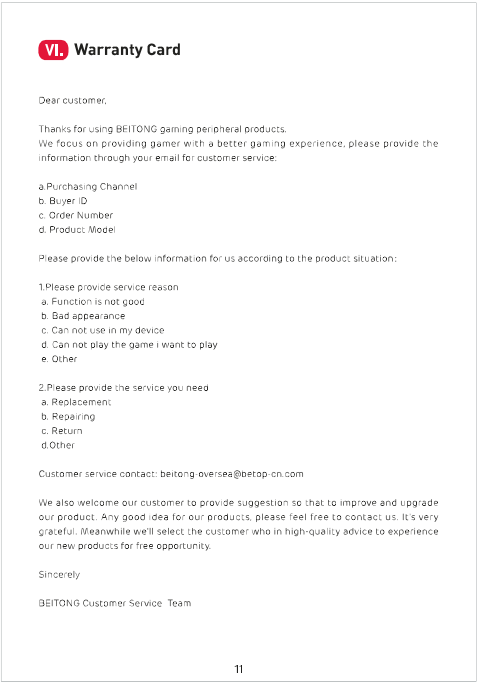 VI. Warranty Card
Dear customer,
Thanks for using BEITONG gaming peripheral products.
We focus on providing gamer with a better gaming experience, please provide the
information through your email for customer service:
a.Purchasing Channel
b. Buyer ID
c. Order Number
d. Product Model
Please provide the below information for us according to the product situation:
1.Please provide service reason
a. Function is not good
b. Bad appearance
c. Can not use in my device
d. Can not play the game i want to play
e. Other
2.Please provide the service you need
a. Replacement
b. Repairing
c. Return
d.Other
Customer service contact: beitong-oversea@betop-cn.com
We also welcome our customer to provide suggestion so that to improve and upgrade
our product. Any good idea for our products, please feel free to contact us. It's very
grateful. Meanwhile we'll select the customer who in high-quality advice to experience
our new products for free opportunity.
Sincerely
BEITONG Customer Service Team
11